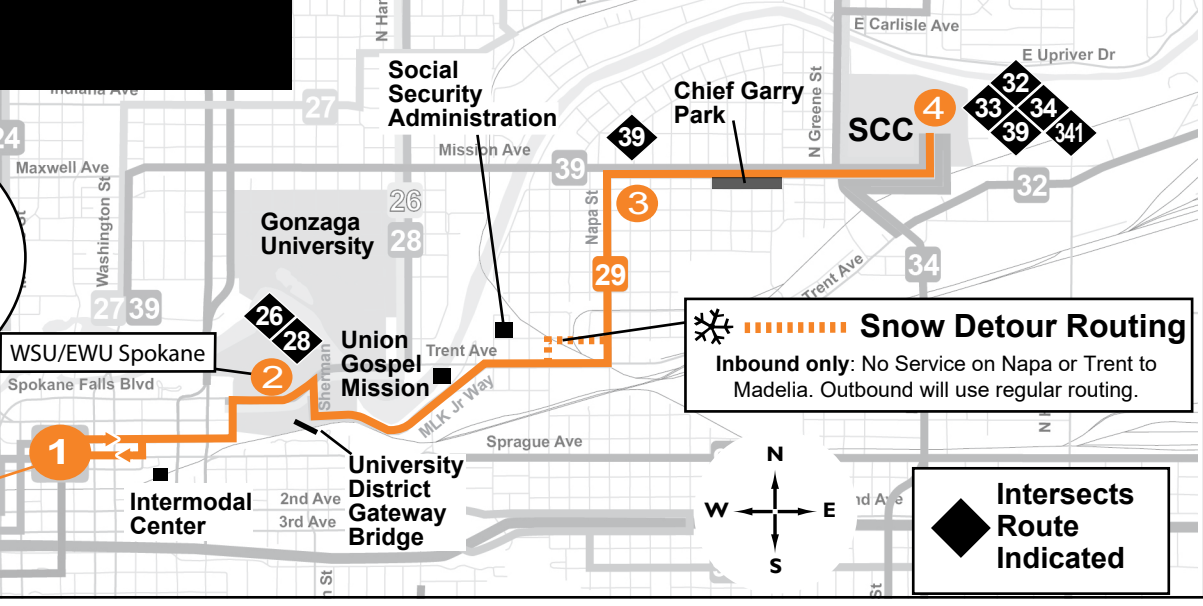 N Har
E Carlisle Ave
E Upriver Dr
Indiana Ave
27
Social
Security
Administration
Chief Garry
Park
N Greene St
4
SCC
32
33
34
39
341
24
39
Mission Ave
Maxwell Ave
39
32
Washington St
26
28
Gonzaga
University
Napa St
3
29
34
Trent Ave
27
39
26
28
Snow Detour Routing
Inbound only: No Service on Napa or Trent to
Madelia. Outbound will use regular routing.
WSU/EWU Spokane
Spokane Falls Blvd
2
Sherman
Union
Gospel
Mission
Trent Ave
MLK Jr Way
1
Sprague Ave
Intermodal
Center
2nd Ave
3rd Ave
University
District
Gateway
Bridge
N
W
E
S
nd Ave
Intersects
Route
Indicated
St
St